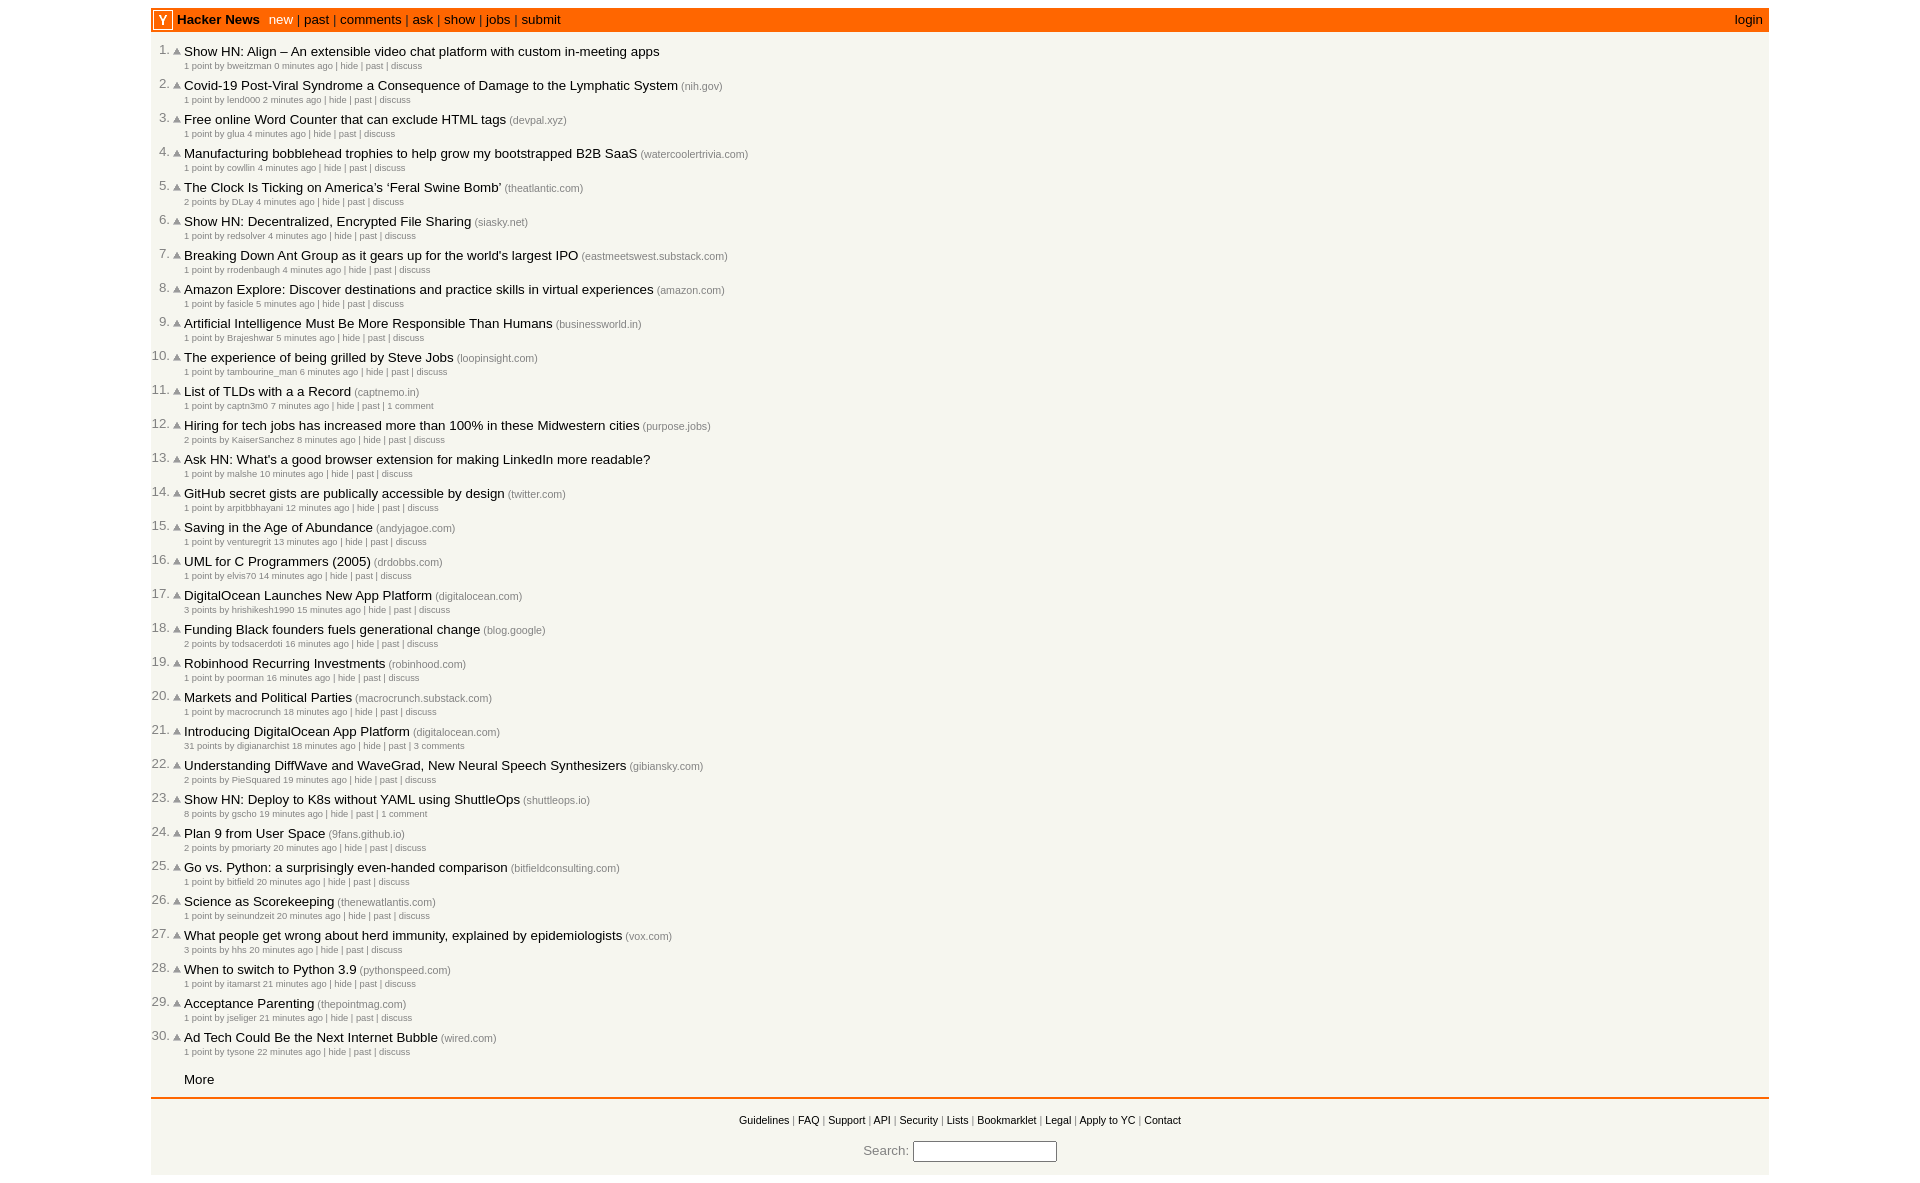 Y Hacker News new | past | comments | ask | show | jobs | submit login
1. Show HN: Align – An extensible video chat platform with custom in-meeting apps
1 point by bweitzman 0 minutes ago | hide | past | discuss
2. Covid-19 Post-Viral Syndrome a Consequence of Damage to the Lymphatic System (nih.gov)
1 point by lend000 2 minutes ago | hide | past | discuss
3. Free online Word Counter that can exclude HTML tags (devpal.xyz)
1 point by glua 4 minutes ago | hide | past | discuss
4. Manufacturing bobblehead trophies to help grow my bootstrapped B2B SaaS (watercoolertrivia.com)
1 point by cowllin 4 minutes ago | hide | past | discuss
5. The Clock Is Ticking on America’s ‘Feral Swine Bomb’ (theatlantic.com)
2 points by DLay 4 minutes ago | hide | past | discuss
6. Show HN: Decentralized, Encrypted File Sharing (siasky.net)
1 point by redsolver 4 minutes ago | hide | past | discuss
7. Breaking Down Ant Group as it gears up for the world's largest IPO (eastmeetswest.substack.com)
1 point by rrodenbaugh 4 minutes ago | hide | past | discuss
8. Amazon Explore: Discover destinations and practice skills in virtual experiences (amazon.com)
1 point by fasicle 5 minutes ago | hide | past | discuss
9. Artificial Intelligence Must Be More Responsible Than Humans (businessworld.in)
1 point by Brajeshwar 5 minutes ago | hide | past | discuss
10. The experience of being grilled by Steve Jobs (loopinsight.com)
1 point by tambourine_man 6 minutes ago | hide | past | discuss
11. List of TLDs with a a Record (captnemo.in)
1 point by captn3m0 7 minutes ago | hide | past | 1 comment
12. Hiring for tech jobs has increased more than 100% in these Midwestern cities (purpose.jobs)
2 points by KaiserSanchez 8 minutes ago | hide | past | discuss
13. Ask HN: What's a good browser extension for making LinkedIn more readable?
1 point by malshe 10 minutes ago | hide | past | discuss
14. GitHub secret gists are publically accessible by design (twitter.com)
1 point by arpitbbhayani 12 minutes ago | hide | past | discuss
15. Saving in the Age of Abundance (andyjagoe.com)
1 point by venturegrit 13 minutes ago | hide | past | discuss
16. UML for C Programmers (2005) (drdobbs.com)
1 point by elvis70 14 minutes ago | hide | past | discuss
17. DigitalOcean Launches New App Platform (digitalocean.com)
3 points by hrishikesh1990 15 minutes ago | hide | past | discuss
18. Funding Black founders fuels generational change (blog.google)
2 points by todsacerdoti 16 minutes ago | hide | past | discuss
19. Robinhood Recurring Investments (robinhood.com)
1 point by poorman 16 minutes ago | hide | past | discuss
20. Markets and Political Parties (macrocrunch.substack.com)
1 point by macrocrunch 18 minutes ago | hide | past | discuss
21. Introducing DigitalOcean App Platform (digitalocean.com)
31 points by digianarchist 18 minutes ago | hide | past | 3 comments
22. Understanding DiffWave and WaveGrad, New Neural Speech Synthesizers (gibiansky.com)
2 points by PieSquared 19 minutes ago | hide | past | discuss
23. Show HN: Deploy to K8s without YAML using ShuttleOps (shuttleops.io)
8 points by gscho 19 minutes ago | hide | past | 1 comment
24. Plan 9 from User Space (9fans.github.io)
2 points by pmoriarty 20 minutes ago | hide | past | discuss
25. Go vs. Python: a surprisingly even-handed comparison (bitfieldconsulting.com)
1 point by bitfield 20 minutes ago | hide | past | discuss
26. Science as Scorekeeping (thenewatlantis.com)
1 point by seinundzeit 20 minutes ago | hide | past | discuss
27. What people get wrong about herd immunity, explained by epidemiologists (vox.com)
3 points by hhs 20 minutes ago | hide | past | discuss
28. When to switch to Python 3.9 (pythonspeed.com)
1 point by itamarst 21 minutes ago | hide | past | discuss
29. Acceptance Parenting (thepointmag.com)
1 point by jseliger 21 minutes ago | hide | past | discuss
30. Ad Tech Could Be the Next Internet Bubble (wired.com)
1 point by tysone 22 minutes ago | hide | past | discuss
More
Guidelines | FAQ | Support | API | Security | Lists | Bookmarklet | Legal | Apply to YC | Contact
Search: